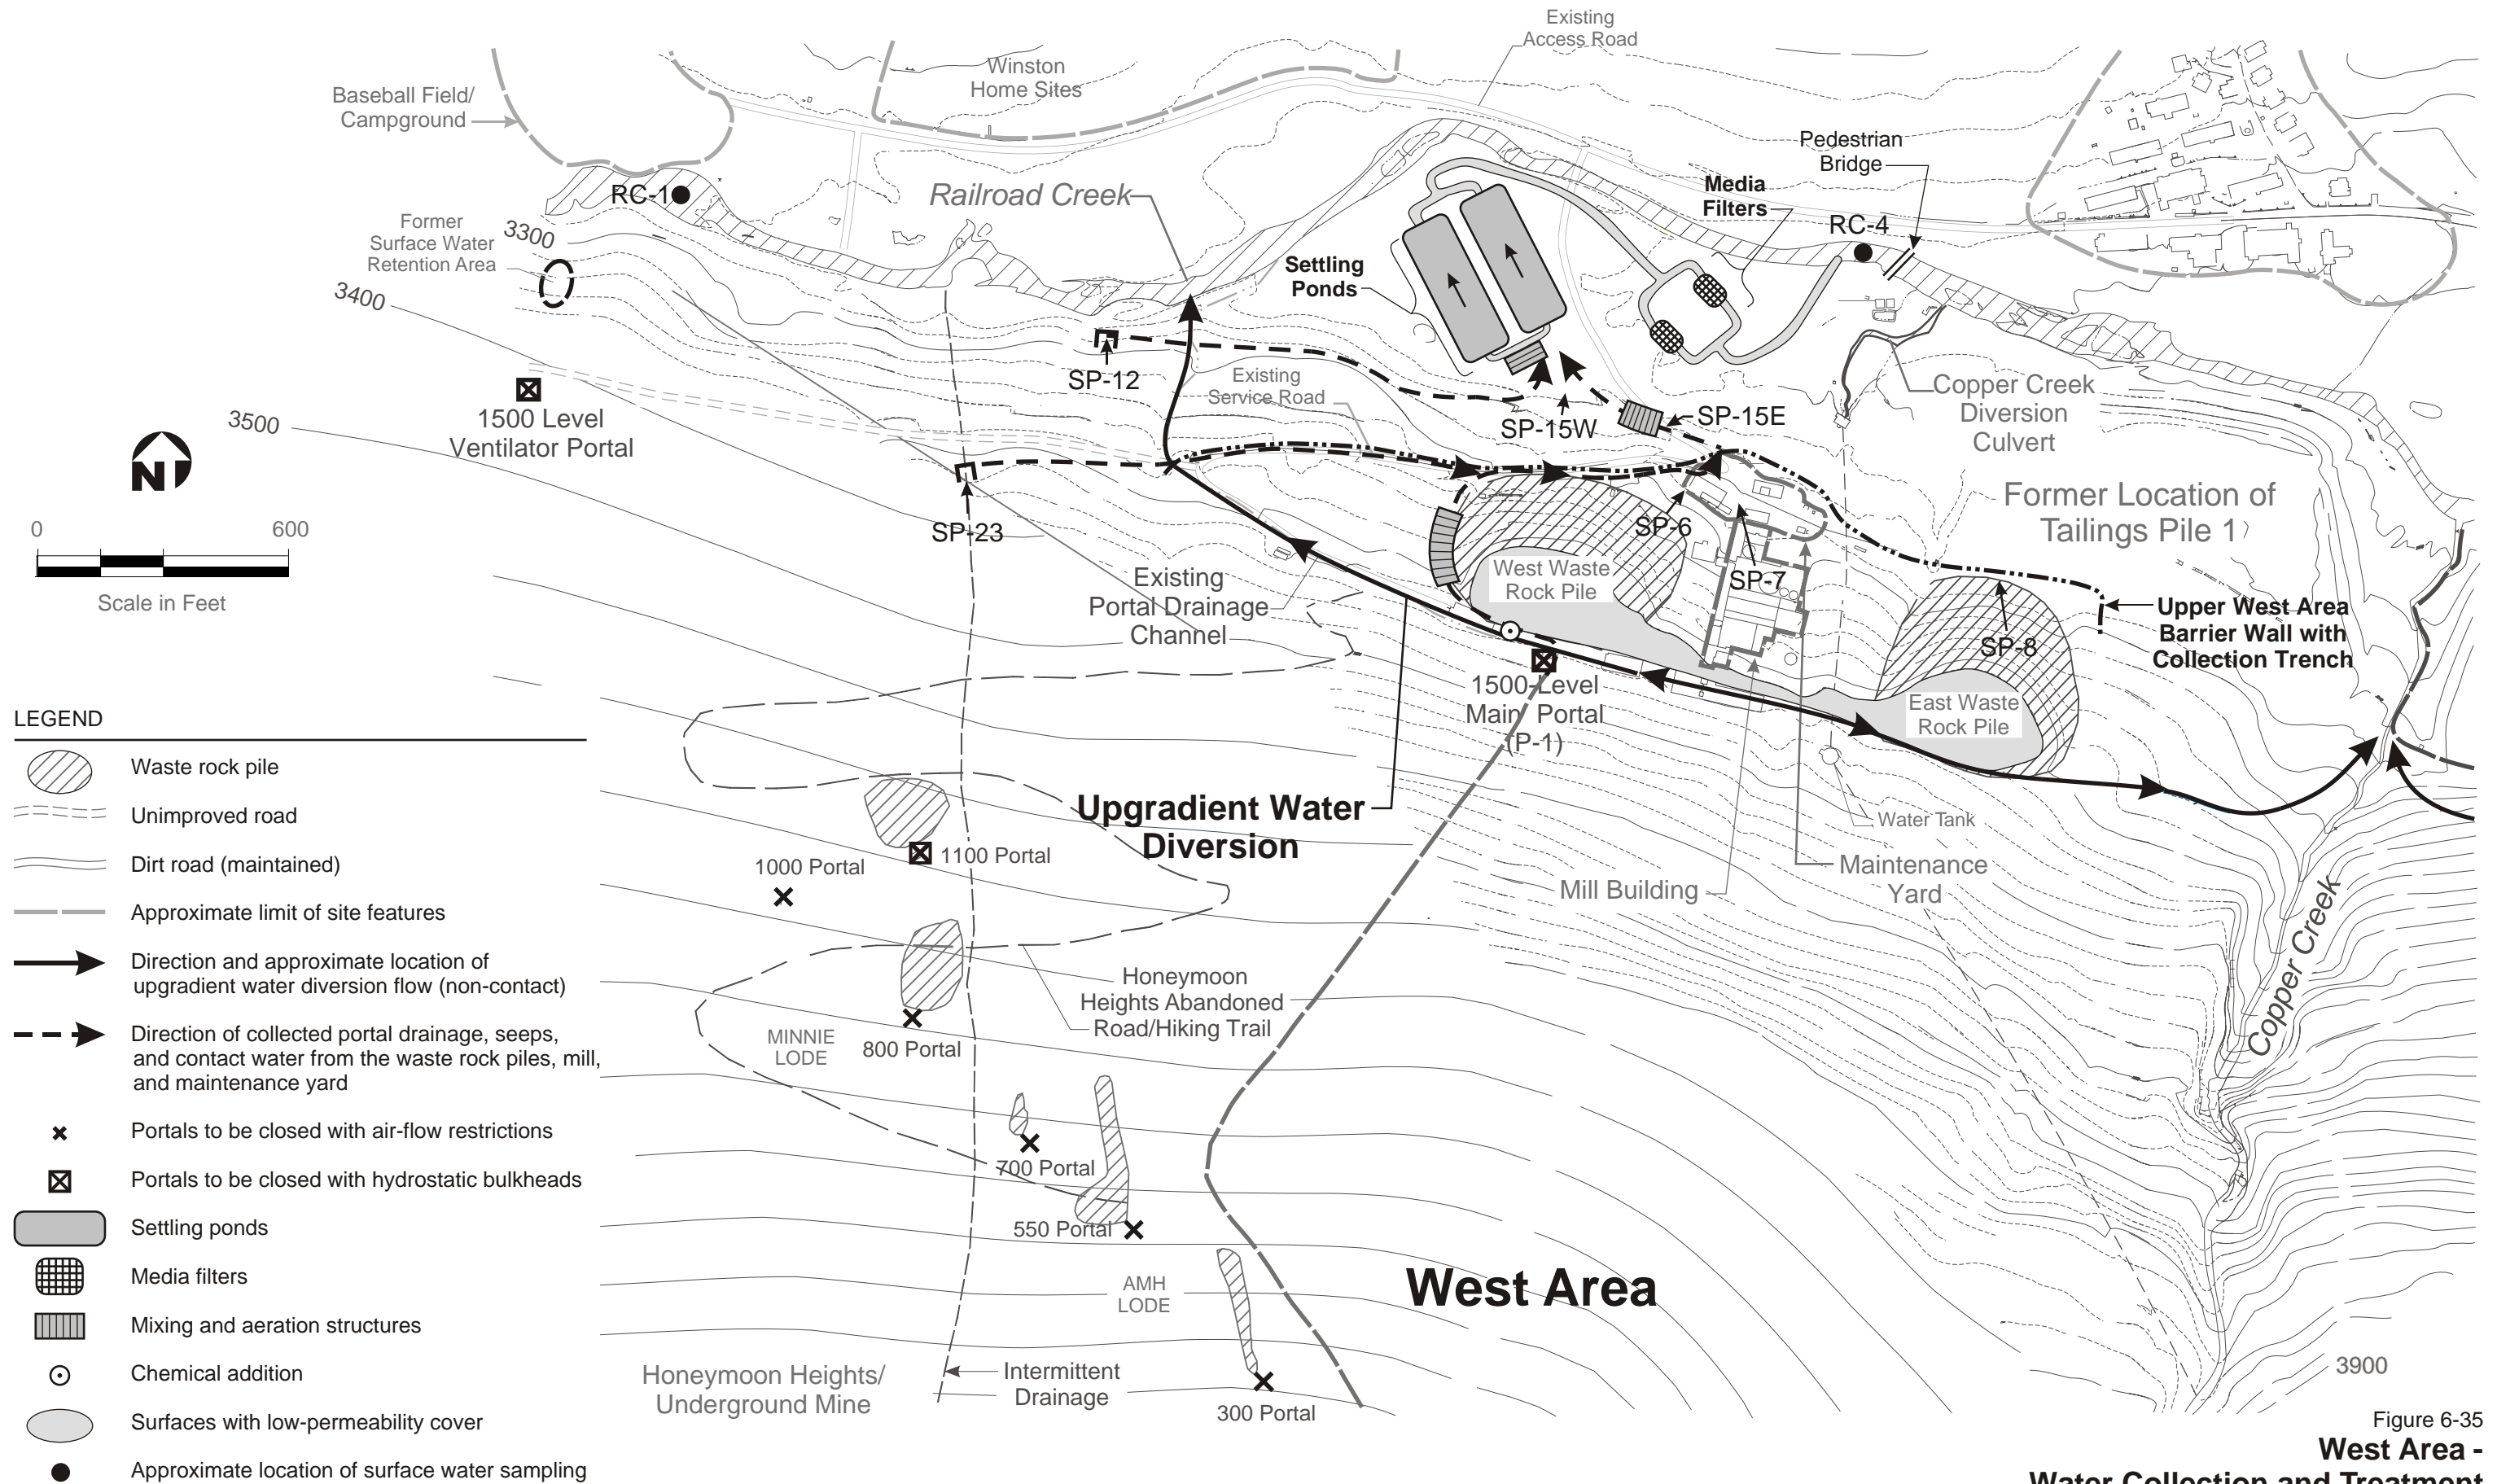 Existing
Access Road
Winston
Home Sites
Baseball Field/
Campground
Pedestrian
Bridge
Media
Filters
RC-1
Railroad Creek
RC-4
Former
Surface Water
Retention Area
3300
Settling
Ponds
3400
SP-12
Existing
Service Road
Copper Creek
Diversion
Culvert
3500
1500 Level
Ventilator Portal
SP-15W
SP-15E
N
Former Location of
Tailings Pile 1
0
600
Scale in Feet
SP-23
SP-6
West Waste
Rock Pile
SP-7
Existing
Portal Drainage
Channel
Upper West Area
Barrier Wall with
Collection Trench
SP-8
1500-Level
Main Portal
(P-1)
East Waste
Rock Pile
LEGEND
Waste rock pile
Unimproved road
Dirt road (maintained)
Approximate limit of site features
Direction and approximate location of
upgradient water diversion flow (non-contact)
Direction of collected portal drainage, seeps,
and contact water from the waste rock piles, mill,
and maintenance yard
Portals to be closed with air-flow restrictions
Portals to be closed with hydrostatic bulkheads
Settling ponds
Media filters
Mixing and aeration structures
Chemical addition
Surfaces with low-permeability cover
Approximate location of surface water sampling
Upgradient Water
Diversion
Water Tank
1000 Portal
1100 Portal
Mill Building
Maintenance
Yard
Honeymoon
Heights Abandoned
Road/Hiking Trail
Copper Creek
MINNIE
LODE
800 Portal
700 Portal
550 Portal
AMH
LODE
West Area
Honeymoon Heights/
Underground Mine
Intermittent
Drainage
300 Portal
3900
Figure 6-35
West Area -
Water Collection and Treatment